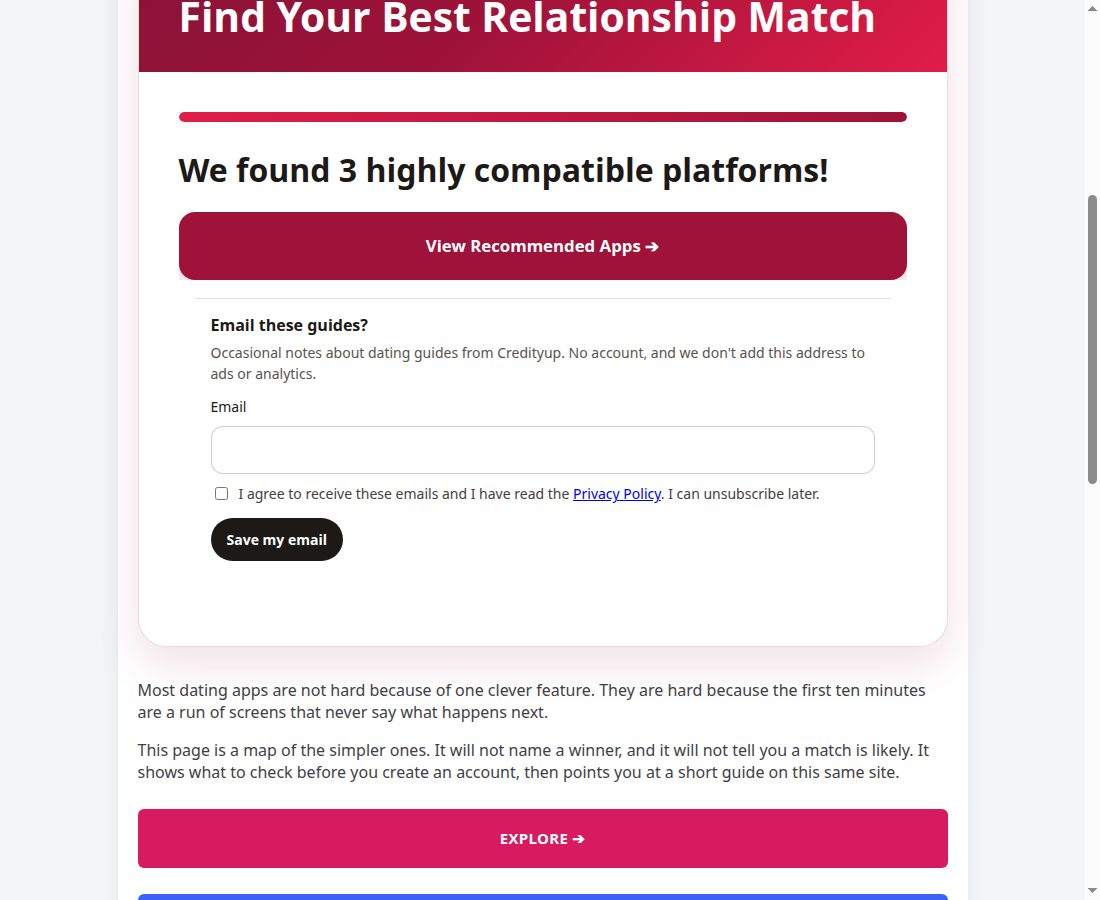 Find Your Best Relationship Match
We found 3 highly compatible platforms!
View Recommended Apps ➔
Email these guides?
Occasional notes about dating guides from Credityup. No account, and we don't add this address to
ads or analytics.
Email
I agree to receive these emails and I have read the Privacy Policy. I can unsubscribe later.
Save my email
Most dating apps are not hard because of one clever feature. They are hard because the first ten minutes
are a run of screens that never say what happens next.
This page is a map of the simpler ones. It will not name a winner, and it will not tell you a match is likely. It
shows what to check before you create an account, then points you at a short guide on this same site.
EXPLORE ➔